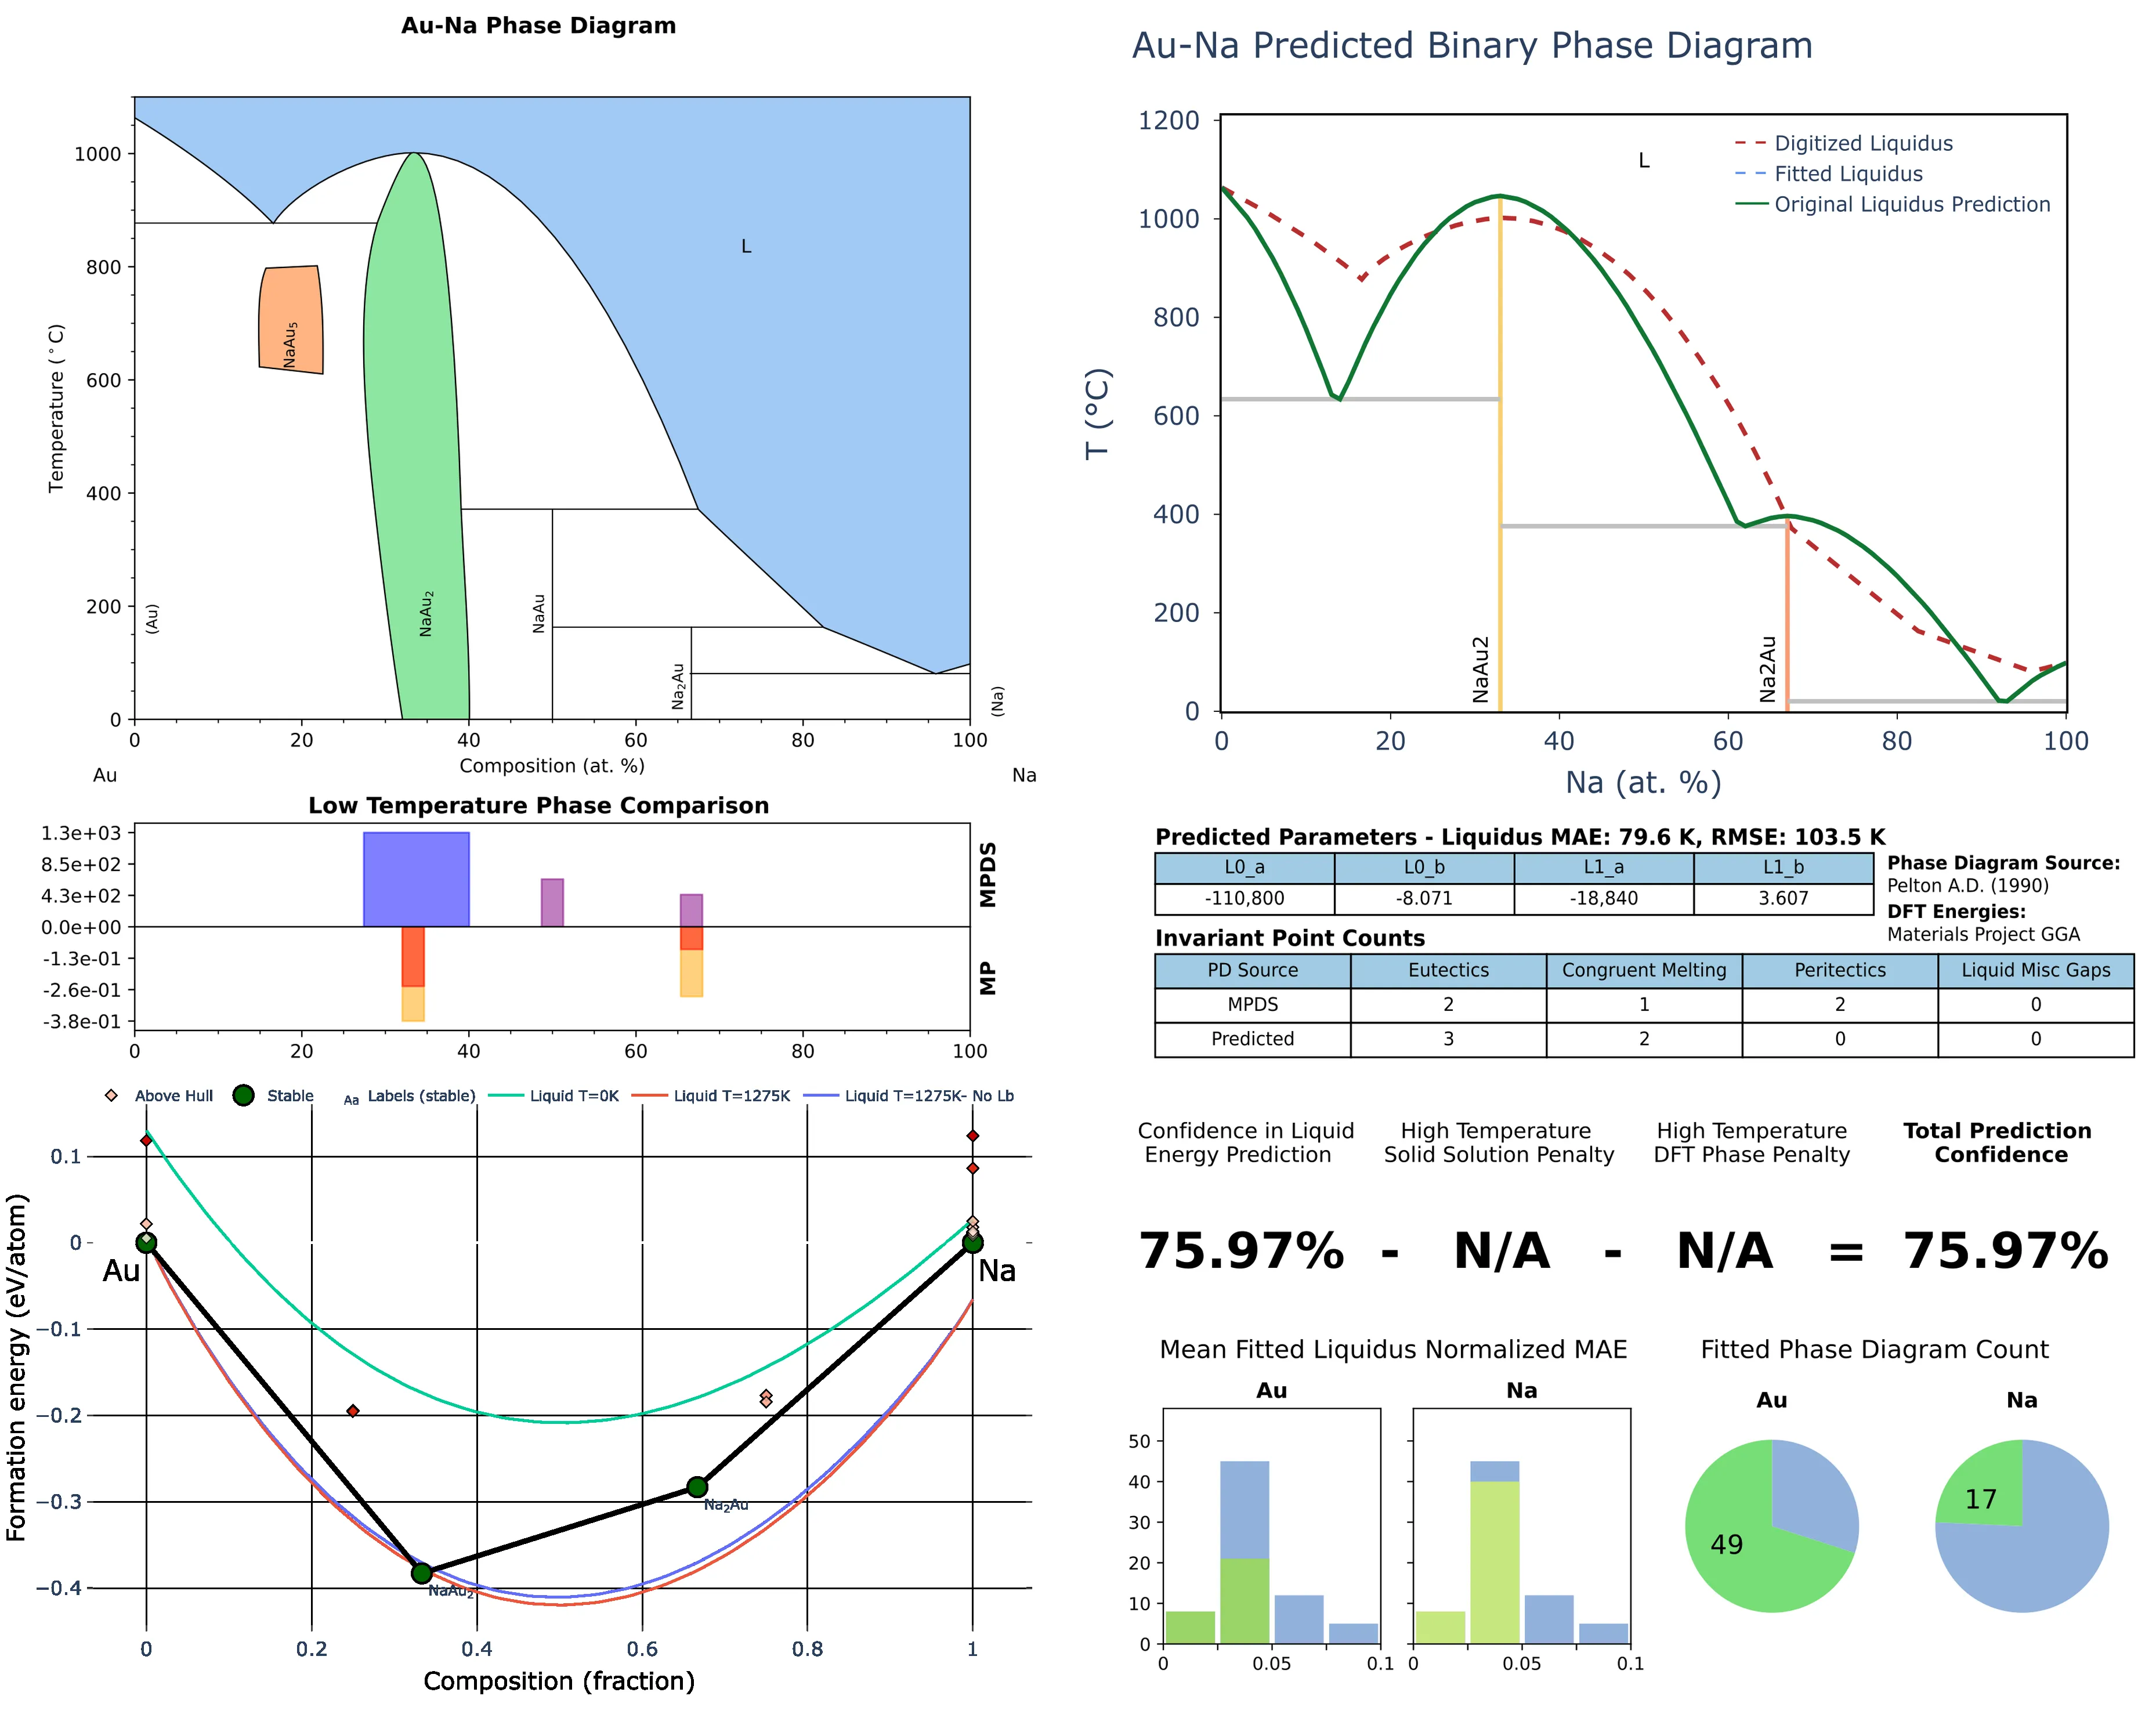 Au-Na Phase Diagram
Temperature (°C)
1000
800
600
400
200
0
L
NaAu5
NaAu2
NaAu
Na2Au
(Au)
(Na)
0 20 40 60 80 100
Composition (at. %)
Au Na
Low Temperature Phase Comparison
1.3e+03
8.5e+02
4.3e+02
0.0e+00
-1.3e-01
-2.6e-01
-3.8e-01
MPDS
MP
0 20 40 60 80 100
Above Hull Stable Aa Labels (stable) Liquid T=0K Liquid T=1275K Liquid T=1275K- No Lb
Formation energy (eV/atom)
0.1
0
−0.1
−0.2
−0.3
−0.4
Au
Na
Na2Au
NaAu2
0 0.2 0.4 0.6 0.8 1
Composition (fraction)
Au-Na Predicted Binary Phase Diagram
T (°C)
1200
1000
800
600
400
200
0
L
Digitized Liquidus
Fitted Liquidus
Original Liquidus Prediction
NaAu2
Na2Au
0 20 40 60 80 100
Na (at. %)
Predicted Parameters - Liquidus MAE: 79.6 K, RMSE: 103.5 K
L0_a L0_b L1_a L1_b
-110,800 -8.071 -18,840 3.607
Phase Diagram Source:
Pelton A.D. (1990)
DFT Energies:
Materials Project GGA
Invariant Point Counts
PD Source Eutectics Congruent Melting Peritectics Liquid Misc Gaps
MPDS 2 1 2 0
Predicted 3 2 0 0
Confidence in Liquid
Energy Prediction
High Temperature
Solid Solution Penalty
High Temperature
DFT Phase Penalty
Total Prediction
Confidence
75.97% - N/A - N/A = 75.97%
Mean Fitted Liquidus Normalized MAE
Au Na
50
40
30
20
10
0
0 0.05 0.1
0 0.05 0.1
Fitted Phase Diagram Count
Au Na
49
17